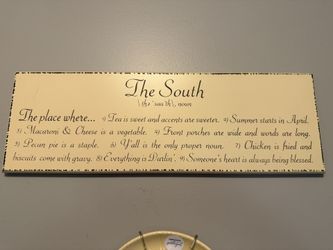 The South
\ the ' sauth\ , noun
The place where... 1) Tea is sweet and accents are sweeter. 2) Summer starts in April.
3) Macaroni & Cheese is a vegetable. 4) Front porches are wide and words are long.
5) Pecan pie is a staple. 6) Y'all is the only proper noun. 7) Chicken is fried and
biscuits come with gravy. 8) Everything is Darlin'. 9) Someone's heart is always being blessed.